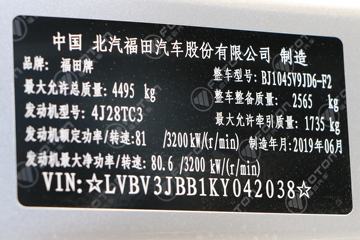 中国 北汽福田汽车股份有限公司 制造
品牌: 福田牌 整车型号: BJ1045V9JD6-F2
最大允许总质量: 4495 kg 整车整备质量: 2565 kg
发动机型号: 4J28TC3 最大允许牵引质量: 1735 kg
发动机额定功率/转速:81 /3200kW/(r/min) 制造年月:2019年06月
发动机最大净功率/转速: 80.6 /3200 kW/(r/min)
VIN:☆LVBV3JBB1KY042038☆